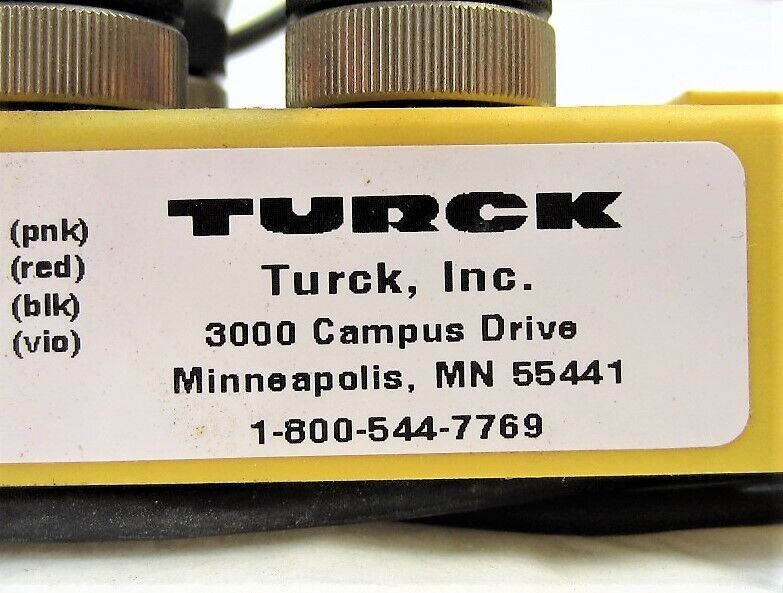 (pnk)
(red)
(blk)
(vio)
TURCK
Turck, Inc.
3000 Campus Drive
Minneapolis, MN 55441
1-800-544-7769